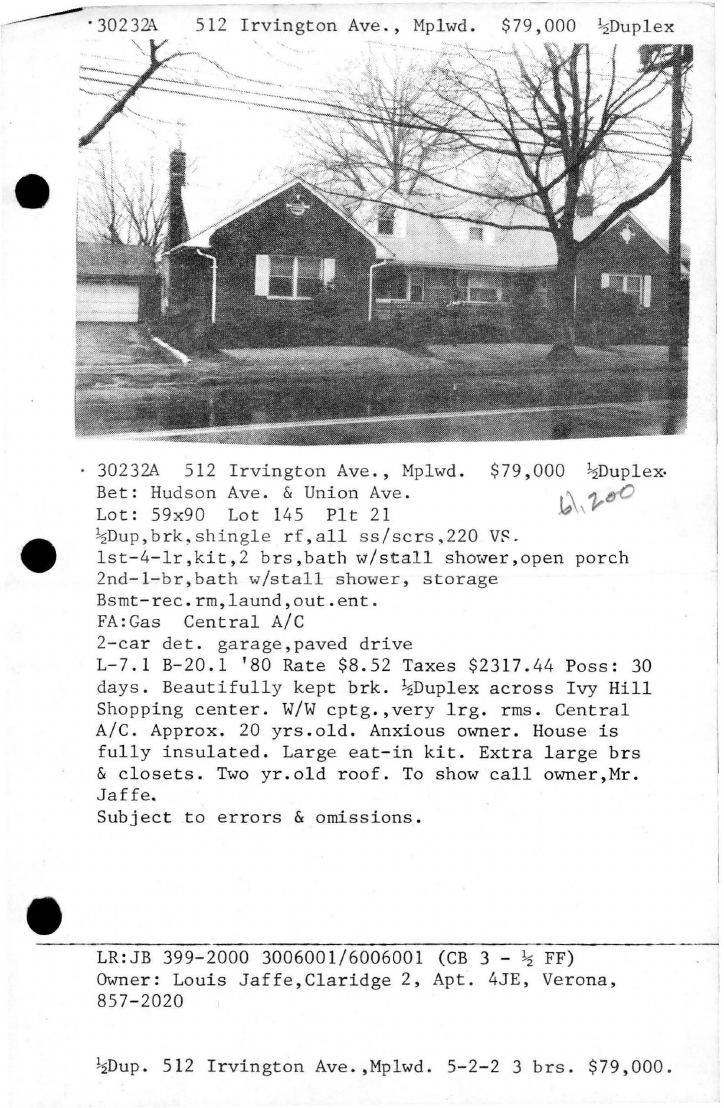 30232A 512 Irvington Ave., Mplwd. $79,000 ½Duplex
30232A 512 Irvington Ave., Mplwd. $79,000 ½Duplex
Bet: Hudson Ave. & Union Ave.
61,200
Lot: 59x90 Lot 145 Plt 21
½Dup,brk,shingle rf,all ss/scrs,220 VS.
1st-4-lr,kit,2 brs,bath w/stall shower,open porch
2nd-1-br,bath w/stall shower, storage
Bsmt-rec.rm,laund,out.ent.
FA:Gas Central A/C
2-car det. garage,paved drive
L-7.1 B-20.1 '80 Rate $8.52 Taxes $2317.44 Poss: 30
days. Beautifully kept brk. ½Duplex across Ivy Hill
Shopping center. W/W cptg.,very lrg. rms. Central
A/C. Approx. 20 yrs.old. Anxious owner. House is
fully insulated. Large eat-in kit. Extra large brs
& closets. Two yr.old roof. To show call owner,Mr.
Jaffe.
Subject to errors & omissions.
LR:JB 399-2000 3006001/6006001 (CB 3 - ½ FF)
Owner: Louis Jaffe,Claridge 2, Apt. 4JE, Verona,
857-2020
½Dup. 512 Irvington Ave.,Mplwd. 5-2-2 3 brs. $79,000.